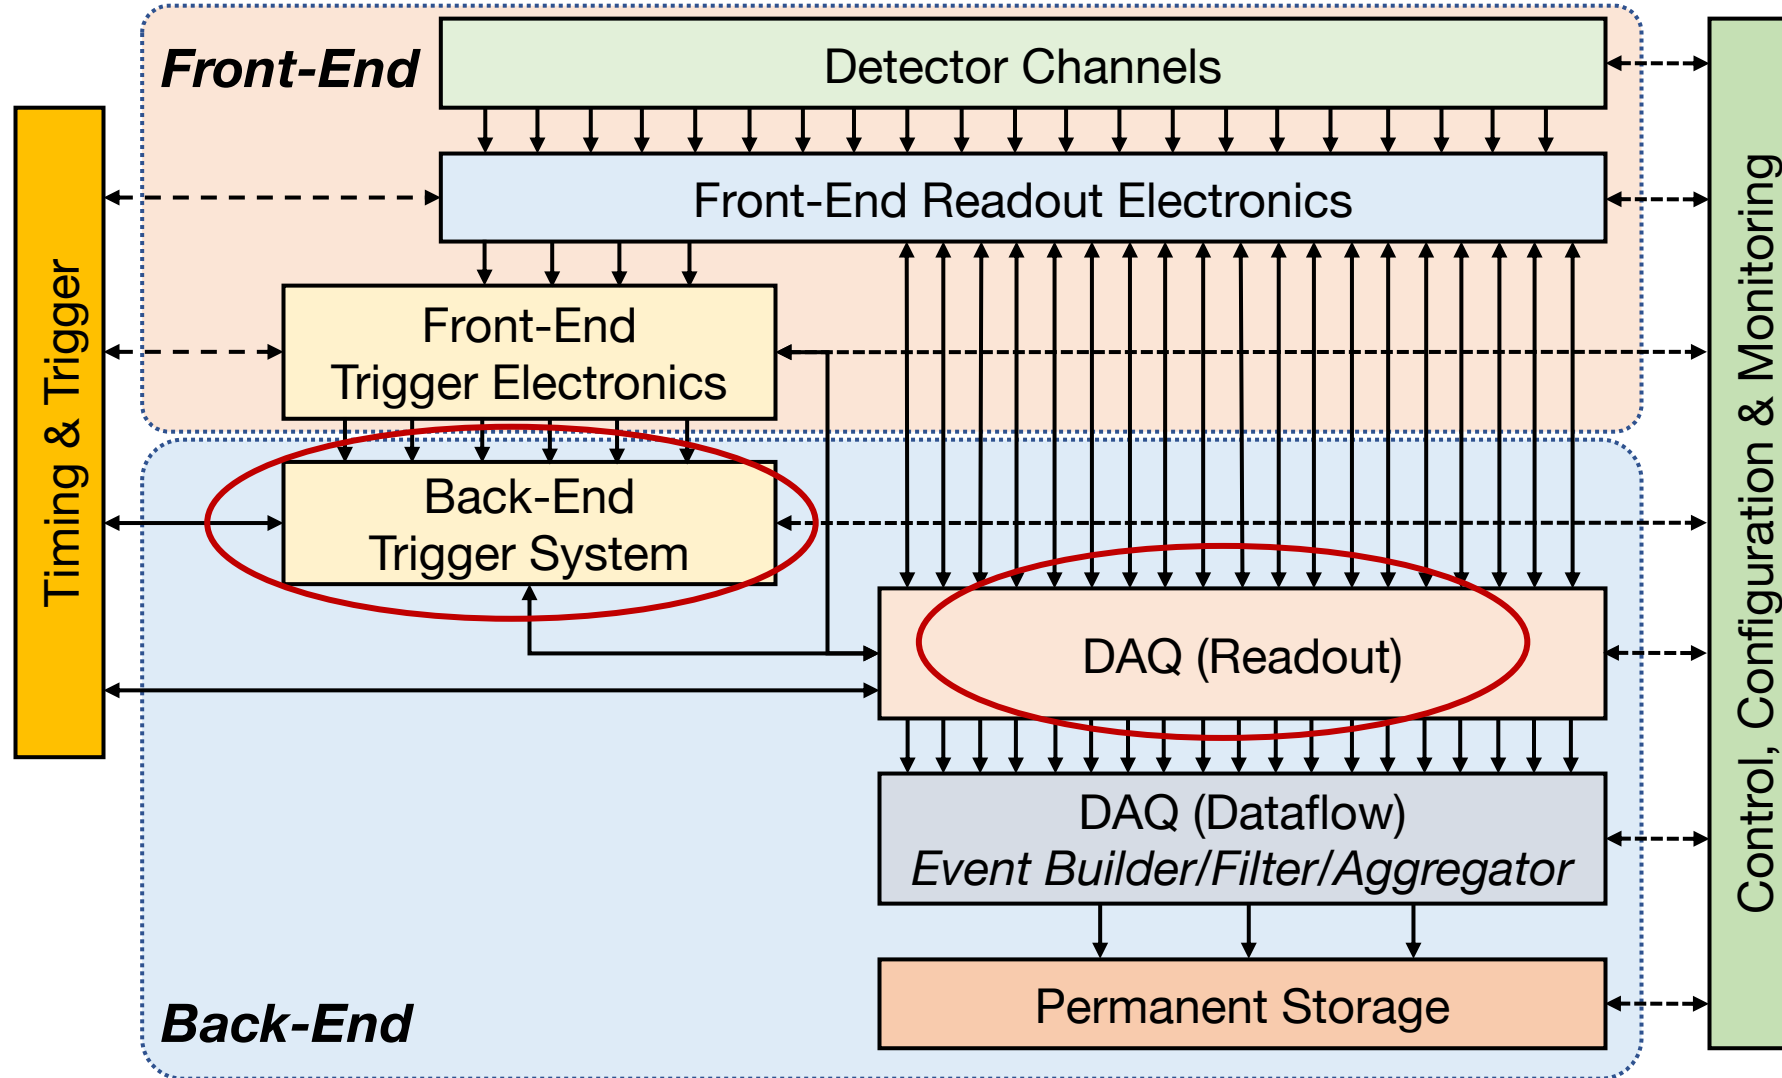 Front-End
Detector Channels
Front-End Readout Electronics
Timing & Trigger
Front-End
Trigger Electronics
Back-End
Trigger System
DAQ (Readout)
DAQ (Dataflow)
Event Builder/Filter/Aggregator
Permanent Storage
Back-End
Control, Configuration & Monitoring